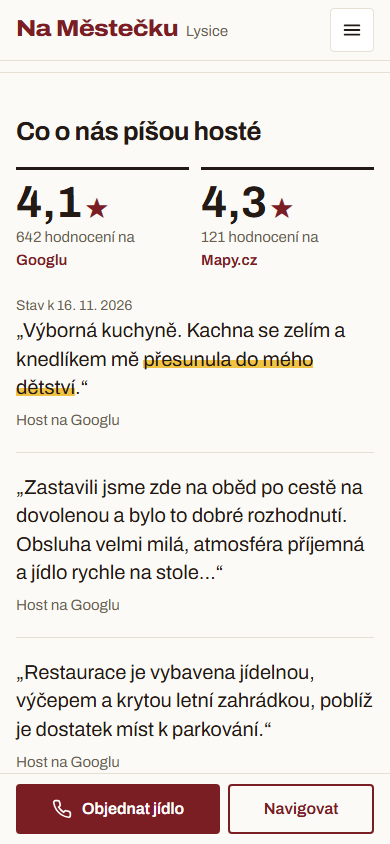 Na Městečku Lysice
Co o nás píšou hosté
4,1★ 4,3★
642 hodnocení na 121 hodnocení na
Googlu Mapy.cz
Stav k 16. 11. 2026
„Výborná kuchyně. Kachna se zelím a
knedlíkem mě přesunula do mého
dětství.“
Host na Googlu
„Zastavili jsme zde na oběd po cestě na
dovolenou a bylo to dobré rozhodnutí.
Obsluha velmi milá, atmosféra příjemná
a jídlo rychle na stole...“
Host na Googlu
„Restaurace je vybavena jídelnou,
výčepem a krytou letní zahrádkou, poblíž
je dostatek míst k parkování.“
Host na Googlu
Objednat jídlo Navigovat